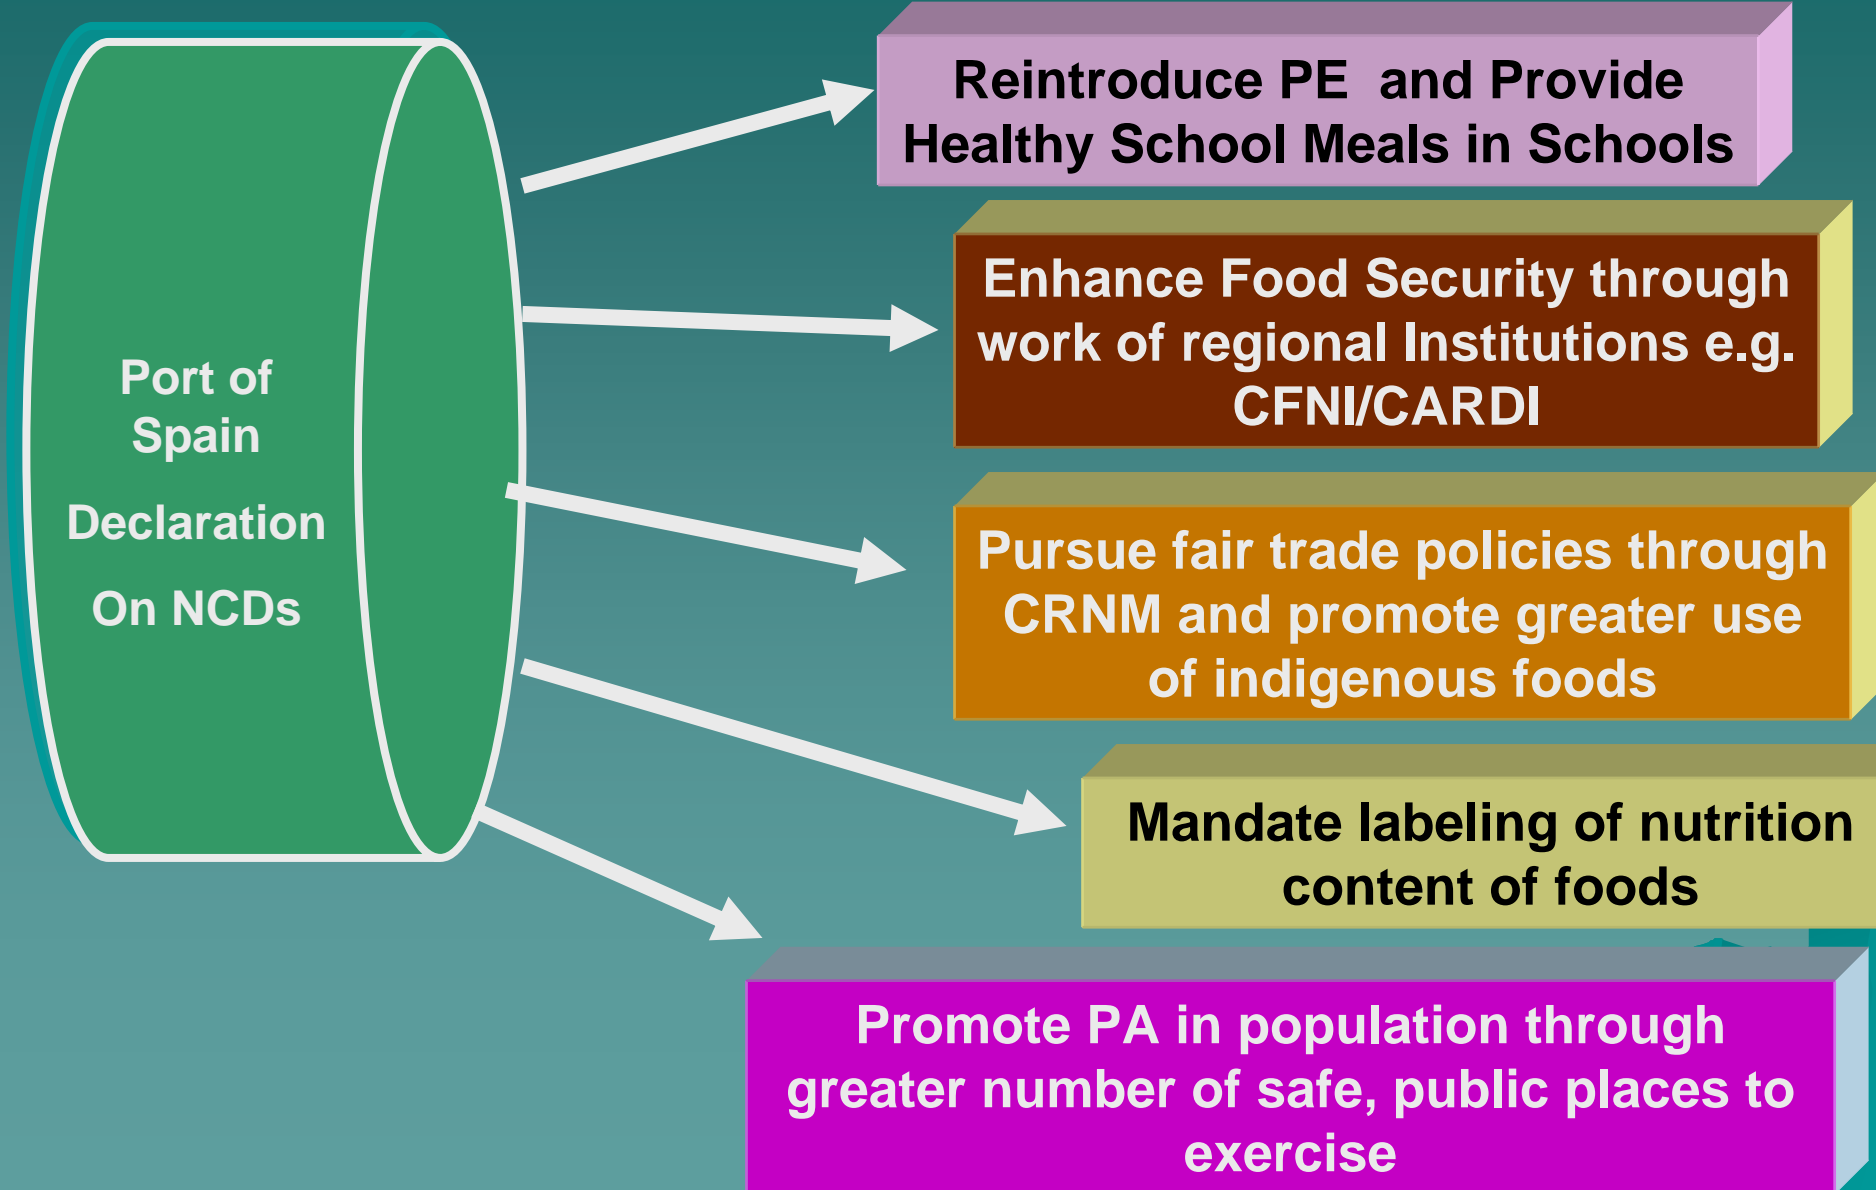 Port of
Spain
Declaration
On NCDs
Reintroduce PE and Provide
Healthy School Meals in Schools
Enhance Food Security through
work of regional Institutions e.g.
CFNI/CARDI
Pursue fair trade policies through
CRNM and promote greater use
of indigenous foods
Mandate labeling of nutrition
content of foods
Promote PA in population through
greater number of safe, public places to
exercise